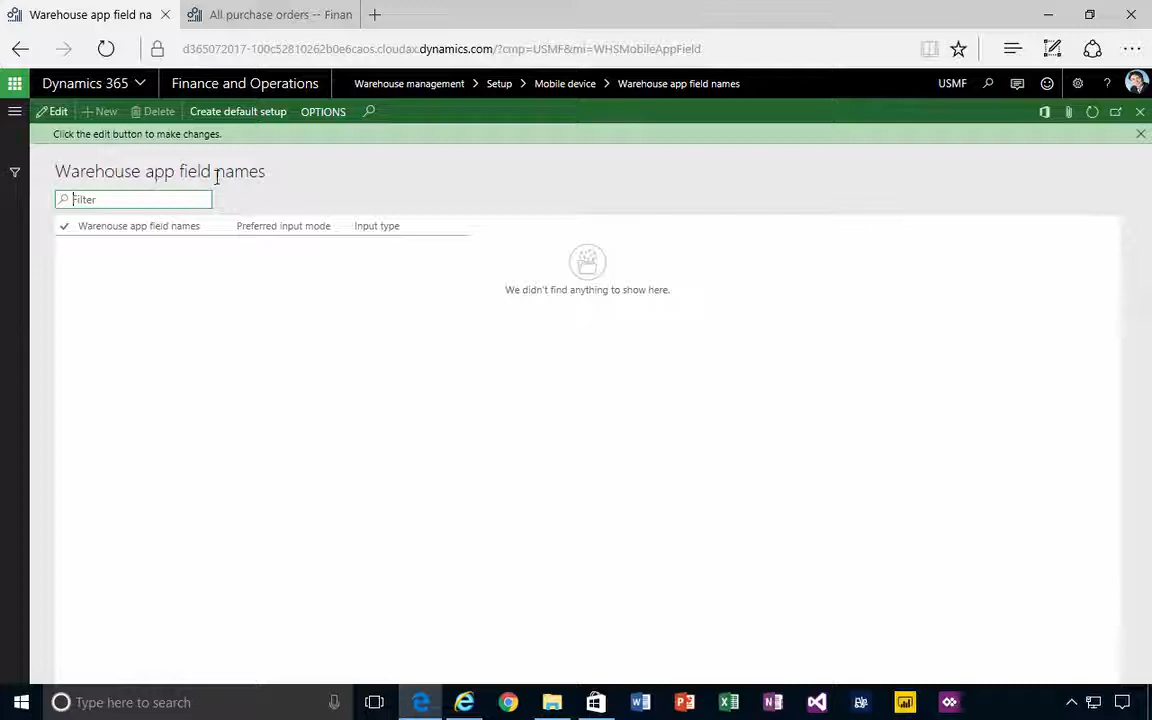 Warehouse app field na
All purchase orders -- Finan
d365072017-100c52810262b0e6caos.cloudax.dynamics.com/?cmp=USMF&mi=WHSMobileAppField
Dynamics 365
Finance and Operations
Warehouse management > Setup > Mobile device > Warehouse app field names
USMF
Edit
New
Delete
Create default setup
OPTIONS
Click the edit button to make changes.
Warehouse app field names
Filter
Warehouse app field names
Preferred input mode
Input type
We didn't find anything to show here.
Type here to search